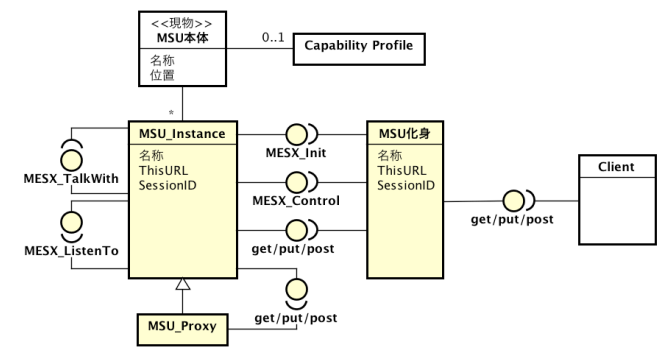 <<現物>>
MSU本体
名称
位置
0..1
Capability Profile
*
MSU_Instance
名称
ThisURL
SessionID
MESX_TalkWith
MESX_ListenTo
MESX_Init
MESX_Control
get/put/post
MSU化身
名称
ThisURL
SessionID
get/put/post
Client
get/put/post
MSU_Proxy